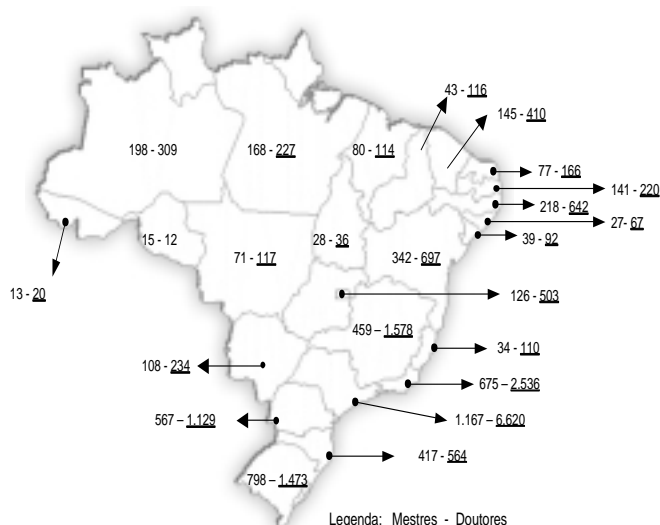 43 - 116
145 - 410
198 - 309
168 - 227
80 - 114
77 - 166
141 - 220
218 - 642
27 - 67
39 - 92
15 - 12
71 - 117
28 - 36
342 - 697
13 - 20
126 - 503
459 – 1.578
34 - 110
108 - 234
675 – 2.536
567 – 1.129
1.167 – 6.620
417 - 564
798 – 1.473
Legenda: Mestres - Doutores